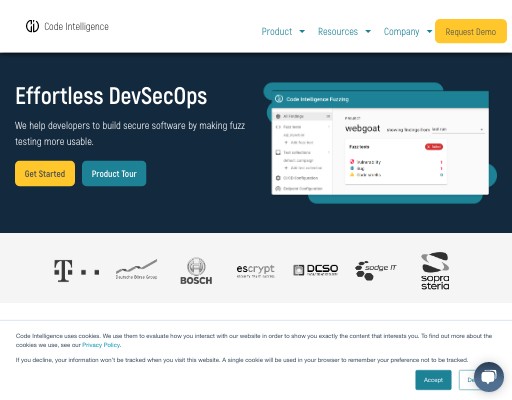 Code Intelligence
Product
Resources
Company
Request Demo
Effortless DevSecOps
We help developers to build secure software by making fuzz
testing more usable.
Get Started
Product Tour
Code Intelligence Fuzzing
PROJECT
webgoat
showing findings from
Fuzz tests
Vulnerability
1
Bug
1
T
Deutsche Börse Group
BOSCH
escrypt
DCSO
sodge IT
sopra
steria
Code Intelligence uses cookies. We use them to evaluate how you interact with our website in order to show you exactly the content that interests you. To find out more about the
cookies we use, see our Privacy Policy.
If you decline, your information won't be tracked when you visit this website. A single cookie will be used in your browser to remember your preference not to be tracked.
Accept